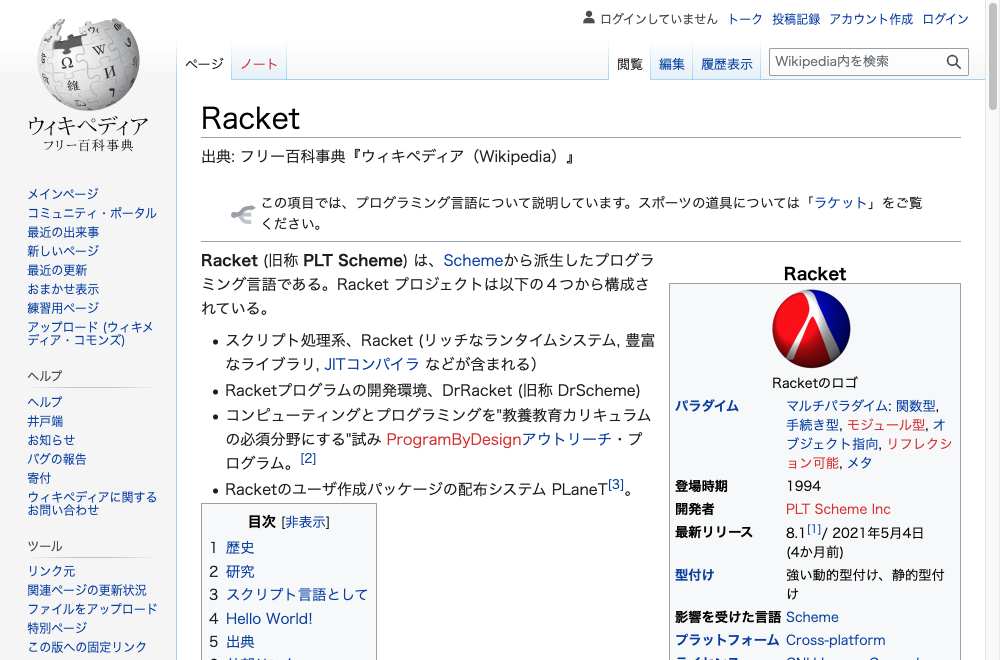 ログインしていません トーク 投稿記録 アカウント作成 ログイン
ページ ノート 閲覧 編集 履歴表示 Wikipedia内を検索
ウィキペディア
フリー百科事典
メインページ
コミュニティ・ポータル
最近の出来事
新しいページ
最近の更新
おまかせ表示
練習用ページ
アップロード (ウィキメ
ディア・コモンズ)
ヘルプ
ヘルプ
井戸端
お知らせ
バグの報告
寄付
ウィキペディアに関する
お問い合わせ
ツール
リンク元
関連ページの更新状況
ファイルをアップロード
特別ページ
この版への固定リンク
Racket
出典: フリー百科事典『ウィキペディア（Wikipedia）』
この項目では、プログラミング言語について説明しています。スポーツの道具については「ラケット」をご覧
ください。
Racket (旧称 PLT Scheme) は、Schemeから派生したプログラ
ミング言語である。Racket プロジェクトは以下の４つから構成さ
れている。
• スクリプト処理系、Racket (リッチなランタイムシステム, 豊富
なライブラリ, JITコンパイラ などが含まれる）
• Racketプログラムの開発環境、DrRacket (旧称 DrScheme)
• コンピューティングとプログラミングを"教養教育カリキュラム
の必須分野にする"試み ProgramByDesignアウトリーチ・プ
ログラム。[2]
• Racketのユーザ作成パッケージの配布システム PLaneT[3]。
目次 [非表示]
1 歴史
2 研究
3 スクリプト言語として
4 Hello World!
5 出典
Racket
Racketのロゴ
パラダイム マルチパラダイム: 関数型,
手続き型, モジュール型, オ
ブジェクト指向, リフレクシ
ョン可能, メタ
登場時期 1994
開発者 PLT Scheme Inc
最新リリース 8.1[1]/ 2021年5月4日
(4か月前)
型付け 強い動的型付け、静的型付
け
影響を受けた言語 Scheme
プラットフォーム Cross-platform